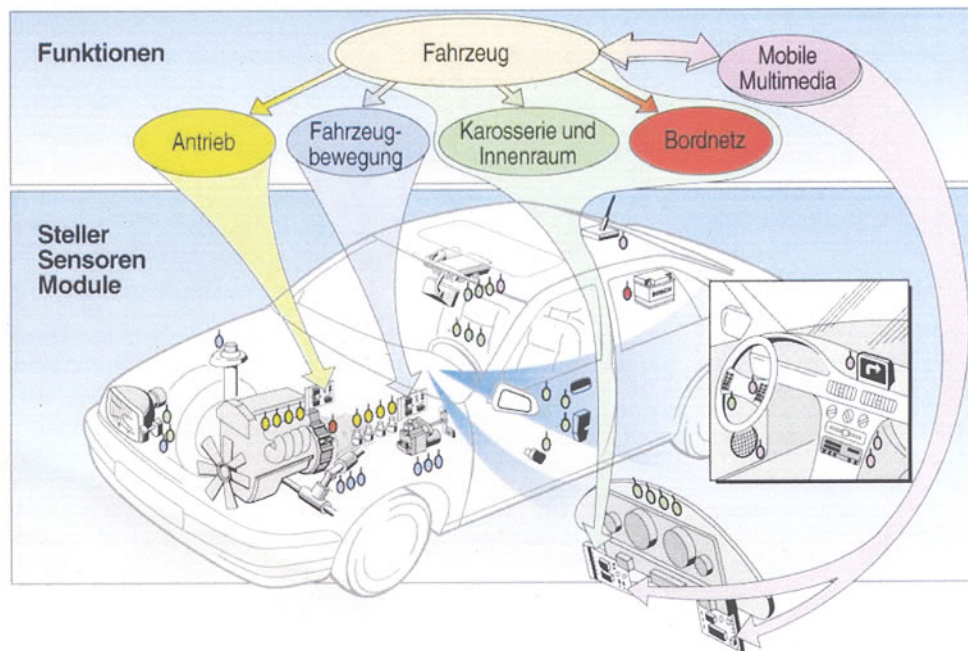 Funktionen
Fahrzeug
Mobile
Multimedia
Antrieb
Fahrzeug-
bewegung
Karosserie und
Innenraum
Bordnetz
Steller
Sensoren
Module
BOSCH